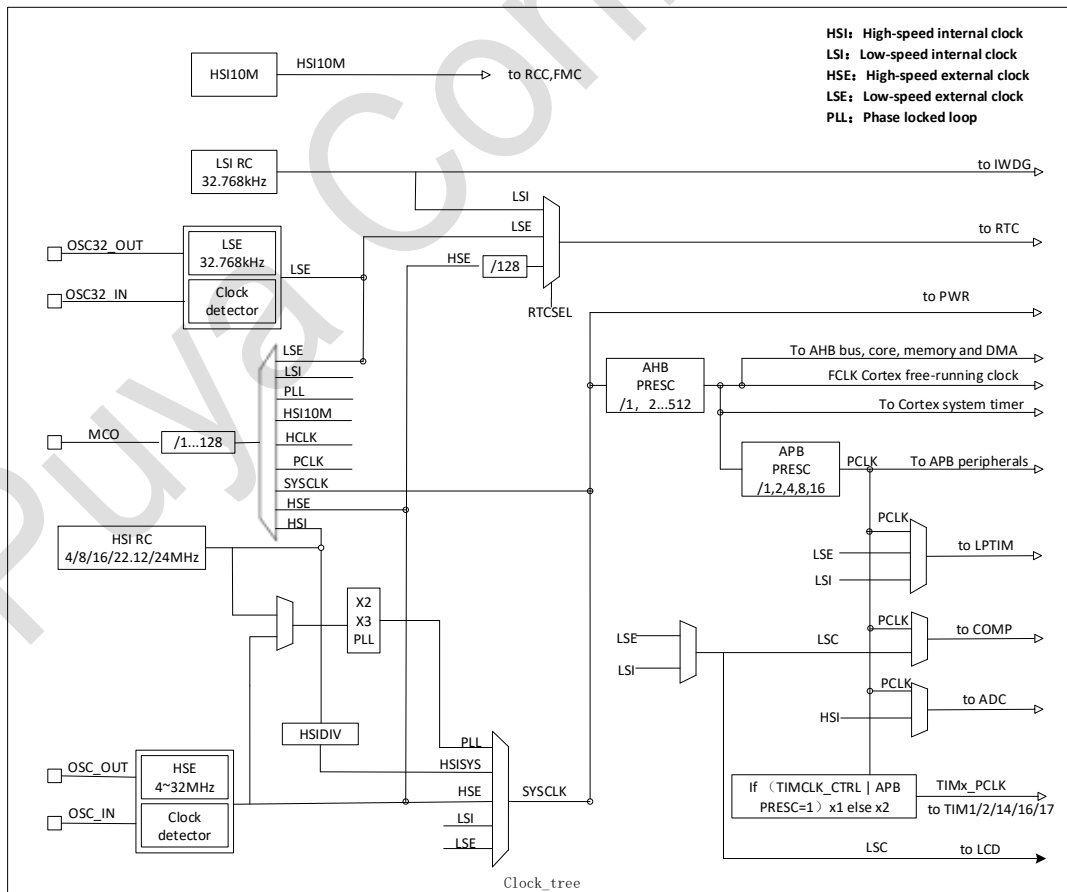 HSI：High-speed internal clock
LSI：Low-speed internal clock
HSE：High-speed external clock
LSE：Low-speed external clock
PLL：Phase locked loop
HSI10M
HSI10M
to RCC,FMC
LSI RC
32.768kHz
to IWDG
LSI
LSE
HSE
/128
RTCSEL
to RTC
OSC32_OUT
OSC32_IN
LSE
32.768kHz
Clock
detector
LSE
to PWR
LSE
LSI
PLL
HSI10M
HCLK
PCLK
SYSCLK
HSE
HSI
MCO
/1...128
AHB
PRESC
/1，2...512
To AHB bus, core, memory and DMA
FCLK Cortex free-running clock
To Cortex system timer
APB
PRESC
/1,2,4,8,16
PCLK
To APB peripherals
HSI RC
4/8/16/22.12/24MHz
X2
X3
PLL
PCLK
LSE
LSI
to LPTIM
LSE
LSI
LSC
PCLK
to COMP
PCLK
HSI
to ADC
HSIDIV
PLL
HSISYS
HSE
LSI
LSE
SYSCLK
OSC_OUT
OSC_IN
HSE
4~32MHz
Clock
detector
If （TIMCLK_CTRL | APB
PRESC=1）x1 else x2
TIMx_PCLK
to TIM1/2/14/16/17
LSC
to LCD
Clock_tree